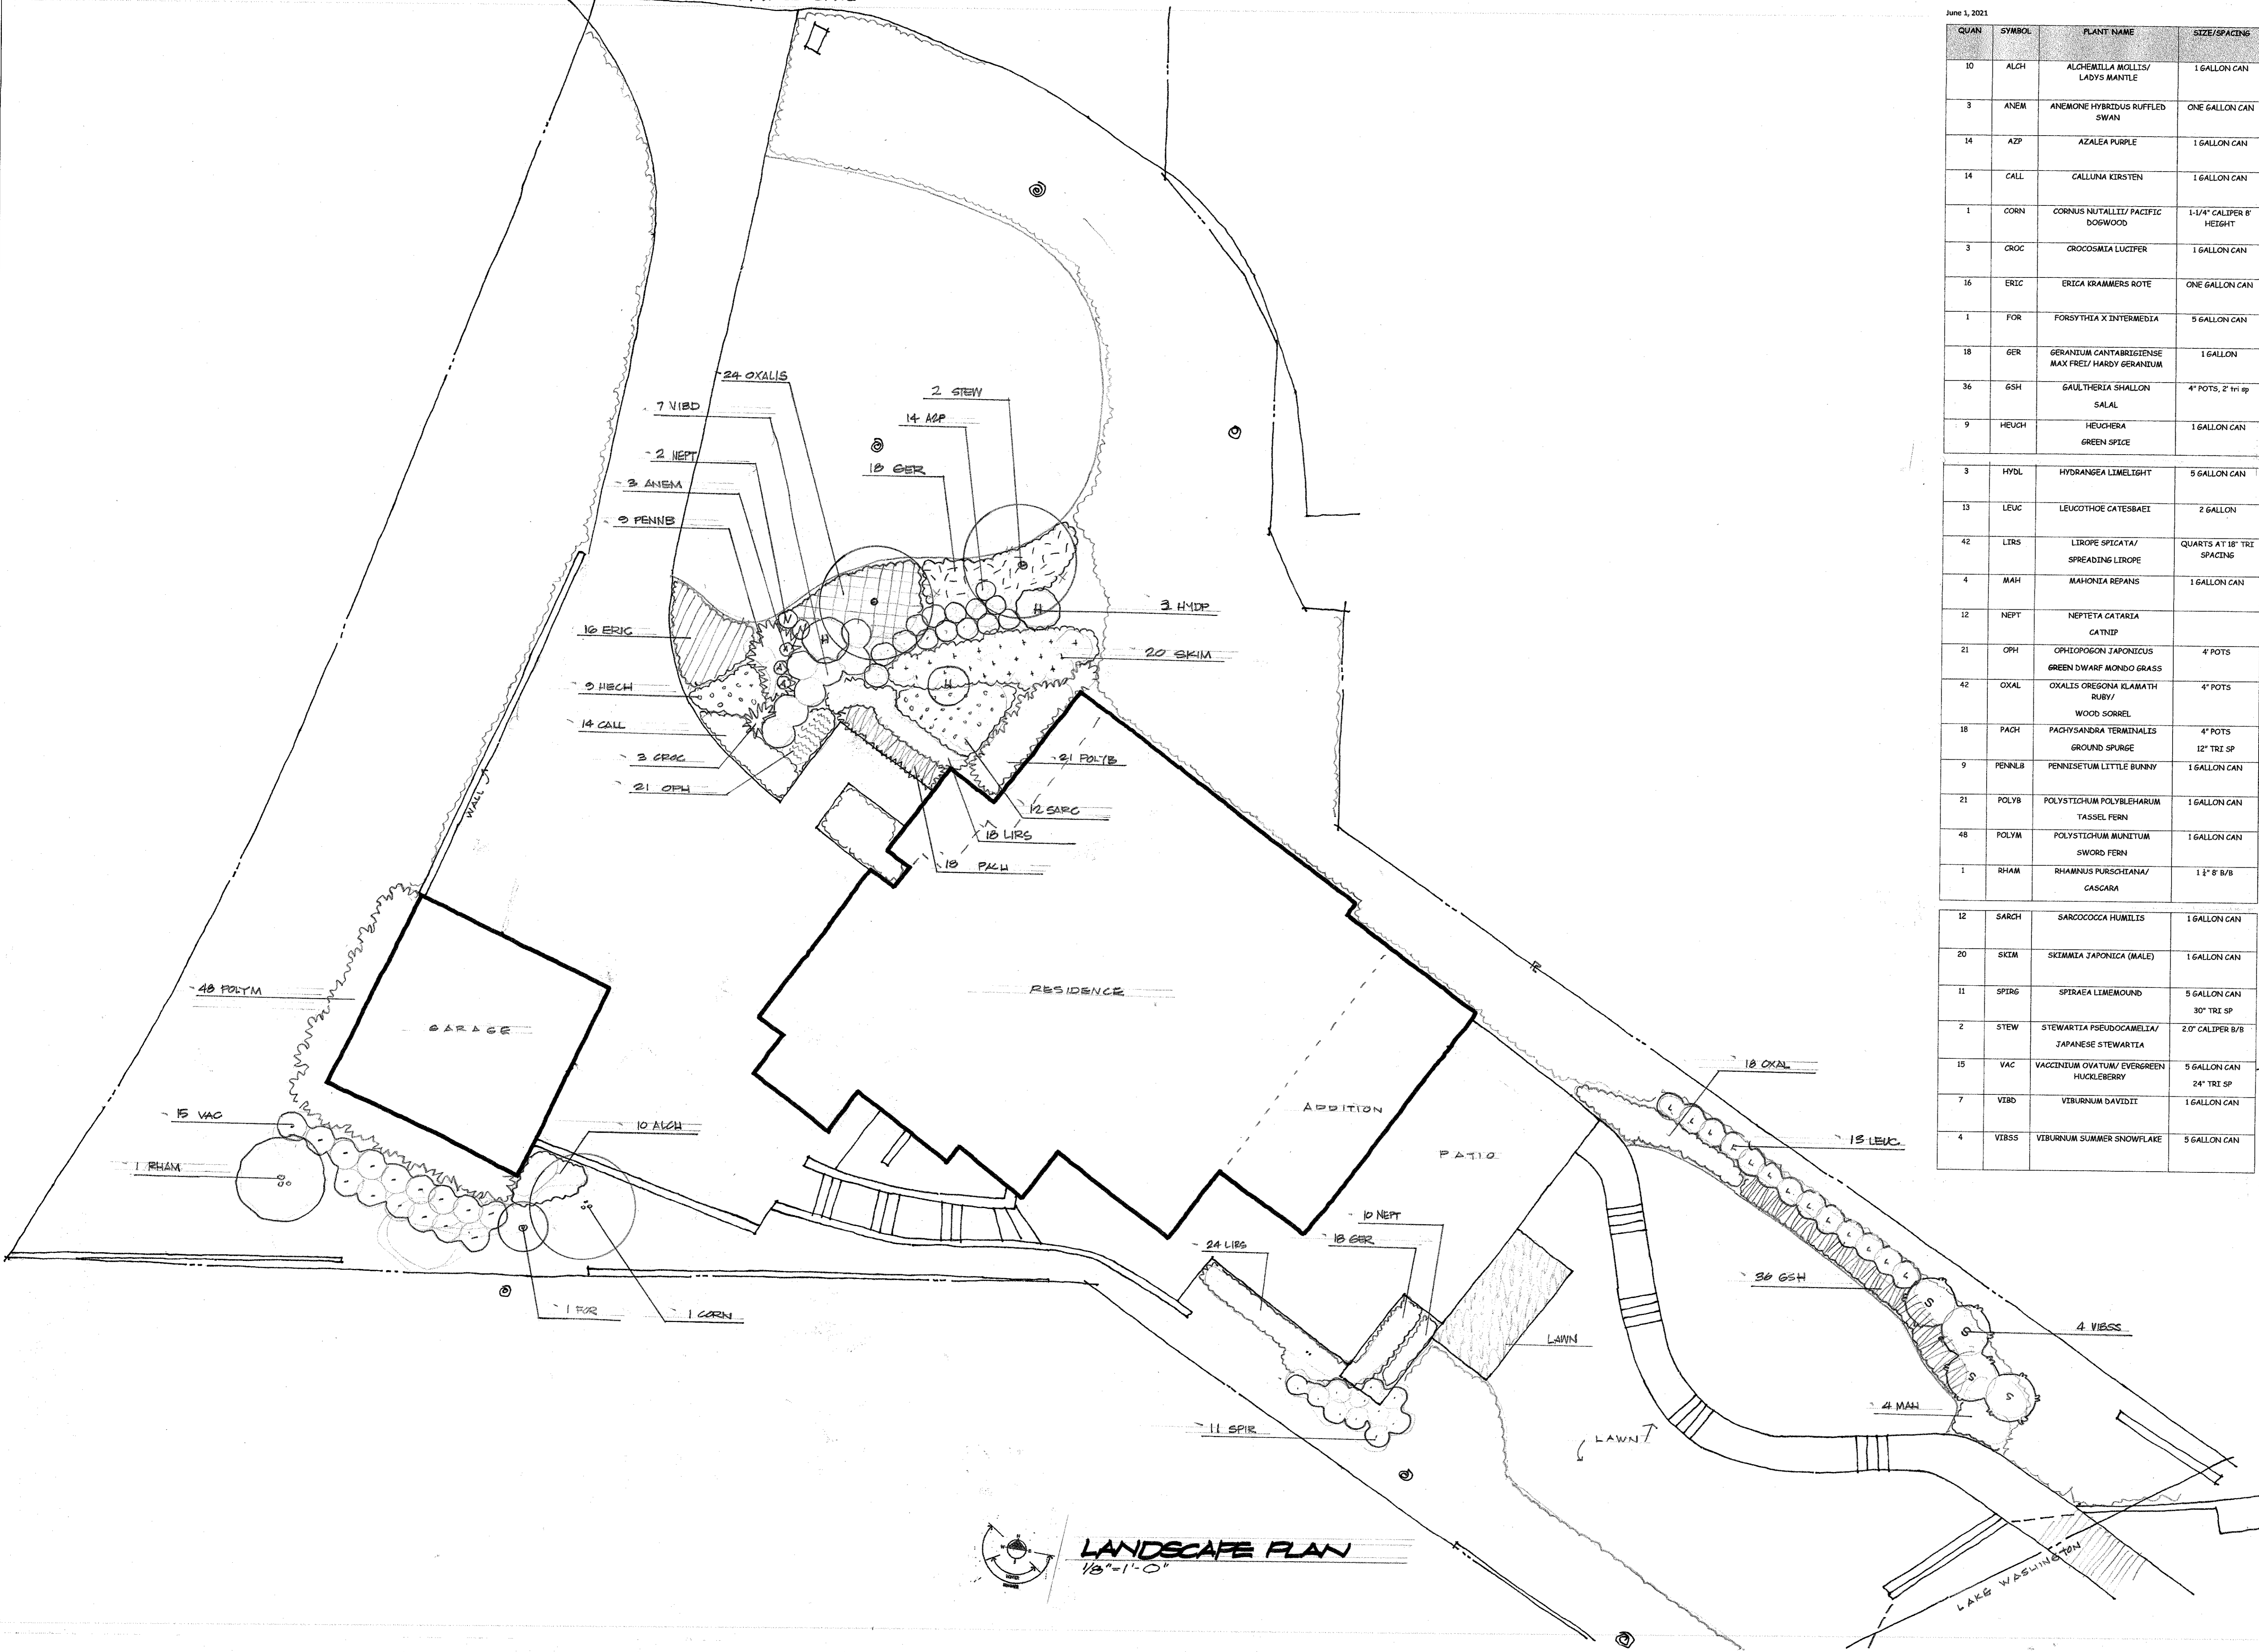 June 1, 2021
QUAN SYMBOL PLANT NAME SIZE/SPACING
10 ALCH ALCHEMILLA MOLLIS/ 1 GALLON CAN
LADYS MANTLE
3 ANEM ANEMONE HYBRIDUS RUFFLED ONE GALLON CAN
SWAN
14 AZP AZALEA PURPLE 1 GALLON CAN
14 CALL CALLUNA KIRSTEN 1 GALLON CAN
1 CORN CORNUS NUTALLII/ PACIFIC 1-1/4" CALIPER 8'
DOGWOOD HEIGHT
3 CROC CROCOSMIA LUCIFER 1 GALLON CAN
16 ERIC ERICA KRAMMERS ROTE ONE GALLON CAN
1 FOR FORSYTHIA X INTERMEDIA 5 GALLON CAN
18 GER GERANIUM CANTABRIGIENSE 1 GALLON
MAX FREI/ HARDY GERANIUM
36 GSH GAULTHERIA SHALLON 4" POTS, 2' tri sp
SALAL
9 HEUCH HEUCHERA 1 GALLON CAN
GREEN SPICE
3 HYDL HYDRANGEA LIMELIGHT 5 GALLON CAN
13 LEUC LEUCOTHOE CATESBAEI 2 GALLON
42 LIRS LIROPE SPICATA/ QUARTS AT 18" TRI
SPREADING LIROPE SPACING
4 MAH MAHONIA REPANS 1 GALLON CAN
12 NEPT NEPTETA CATARIA
CATNIP
21 OPH OPHIOPOGON JAPONICUS 4' POTS
GREEN DWARF MONDO GRASS
42 OXAL OXALIS OREGONA KLAMATH 4" POTS
RUBY/
WOOD SORREL
18 PACH PACHYSANDRA TERMINALIS 4" POTS
GROUND SPURGE 12" TRI SP
9 PENNLB PENNISETUM LITTLE BUNNY 1 GALLON CAN
21 POLYB POLYSTICHUM POLYBLEHARUM 1 GALLON CAN
TASSEL FERN
48 POLYM POLYSTICHUM MUNITUM 1 GALLON CAN
SWORD FERN
1 RHAM RHAMNUS PURSCHIANA/ 8' B/B
CASCARA
12 SARCH SARCOCOCCA HUMILIS 1 GALLON CAN
20 SKIM SKIMMIA JAPONICA (MALE) 1 GALLON CAN
11 SPIRG SPIRAEA LIMEMOUND 5 GALLON CAN
30" TRI SP
2 STEW STEWARTIA PSEUDOCAMELIA/ 2.0" CALIPER B/B
JAPANESE STEWARTIA
15 VAC VACCINIUM OVATUM/ EVERGREEN 5 GALLON CAN
HUCKLEBERRY 24" TRI SP
7 VIBD VIBURNUM DAVIDII 1 GALLON CAN
4 VIBSS VIBURNUM SUMMER SNOWFLAKE 5 GALLON CAN
24 OXALIS
2 STEW
7 VIBD
14 AZP
2 NEPT
18 GER
3 ANEM
9 PENNB
3 HYDP
16 ERIC
20 SKIM
9 HECH
14 CALL
3 CROC
21 POLYB
21 OPH
12 SARC
18 LIRS
18 PACH
H
H
H
N
N
A
A
A
WALL
48 POLYM
RESIDENCE
GARAGE
18 OXAL
15 VAC
10 ALCH
ADDITION
13 LEUC
PATIO
1 RHAM
10 NEPT
18 GER
24 LIRS
36 GSH
1 FOR
1 CORN
LAWN
4 VIBSS
L L L L L L L L L L L L L
S
S
S
S
4 MAH
11 SPIR
LAWN
LANDSCAPE PLAN
1/8"=1'-0"
LAKE WASHINGTON